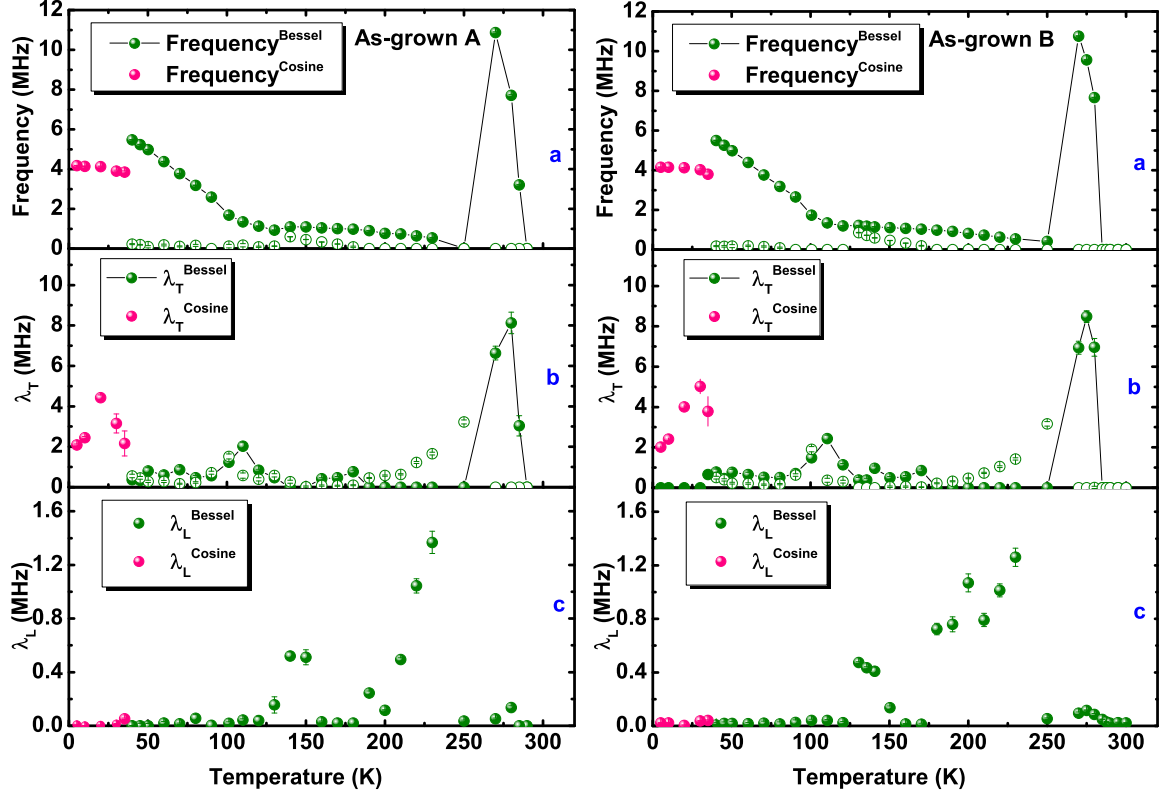 As-grown A
Frequency^Bessel
Frequency^Cosine
Frequency (MHz)
12
10
8
6
4
2
0
a
λ_T^Bessel
λ_T^Cosine
λ_T (MHz)
10
8
6
4
2
0
b
λ_L^Bessel
λ_L^Cosine
λ_L (MHz)
1.6
1.2
0.8
0.4
0.0
c
0 50 100 150 200 250 300
Temperature (K)
As-grown B
Frequency^Bessel
Frequency^Cosine
Frequency (MHz)
12
10
8
6
4
2
0
a
λ_T^Bessel
λ_T^Cosine
λ_T (MHz)
10
8
6
4
2
0
b
λ_L^Bessel
λ_L^Cosine
λ_L (MHz)
1.6
1.2
0.8
0.4
0.0
c
0 50 100 150 200 250 300
Temperature (K)